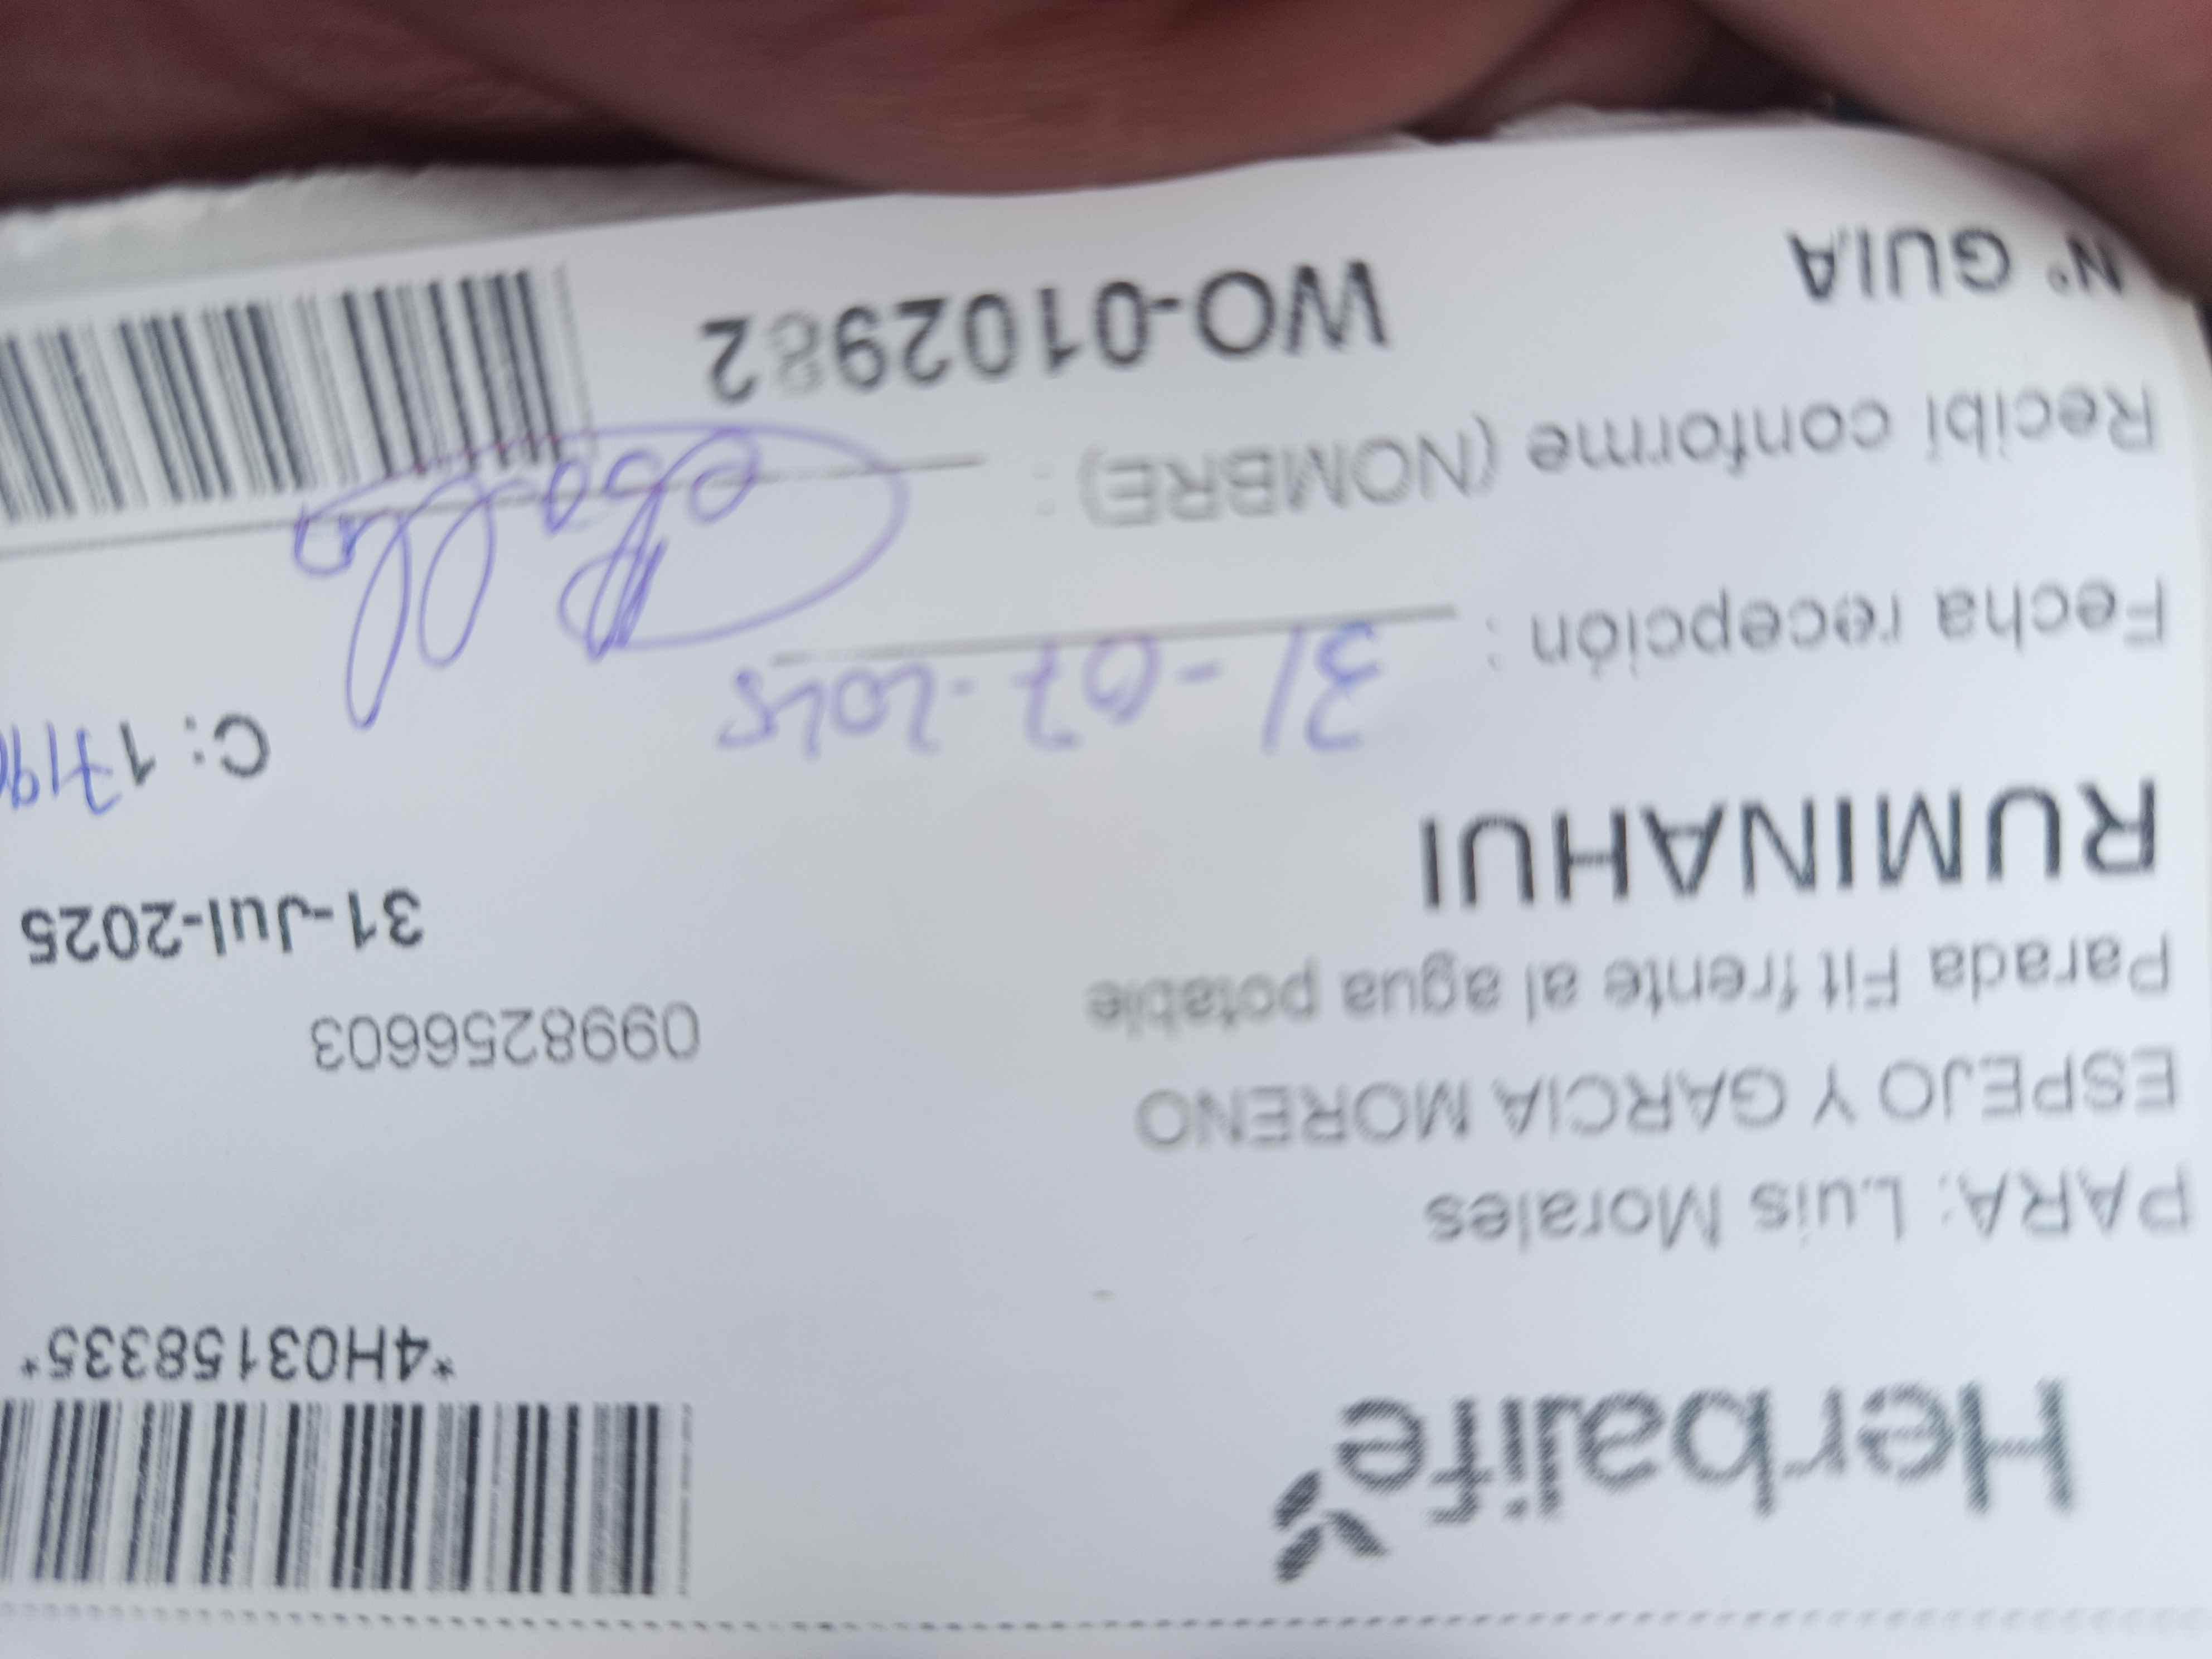 Herbalife
*4H03158335*
PARA: Luis Morales
ESPEJO Y GARCIA MORENO
Parada Fit frente al agua potable 0998256603
RUMINAHUI 31-Jul-2025
Fecha recepción : 31-07-2025 C: 1719
Recibí conforme (NOMBRE) :
N° GUIA WO-0102982